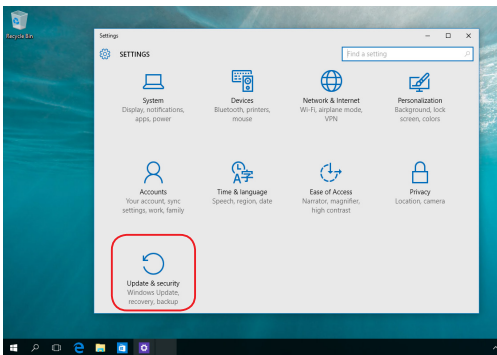 Recycle Bin
Settings
SETTINGS
Find a setting
System
Display, notifications,
apps, power
Devices
Bluetooth, printers,
mouse
Network & Internet
Wi-Fi, airplane mode,
VPN
Personalization
Background, lock
screen, colors
Accounts
Your account, sync
settings, work, family
Time & language
Speech, region, date
Ease of Access
Narrator, magnifier,
high contrast
Privacy
Location, camera
Update & security
Windows Update,
recovery, backup